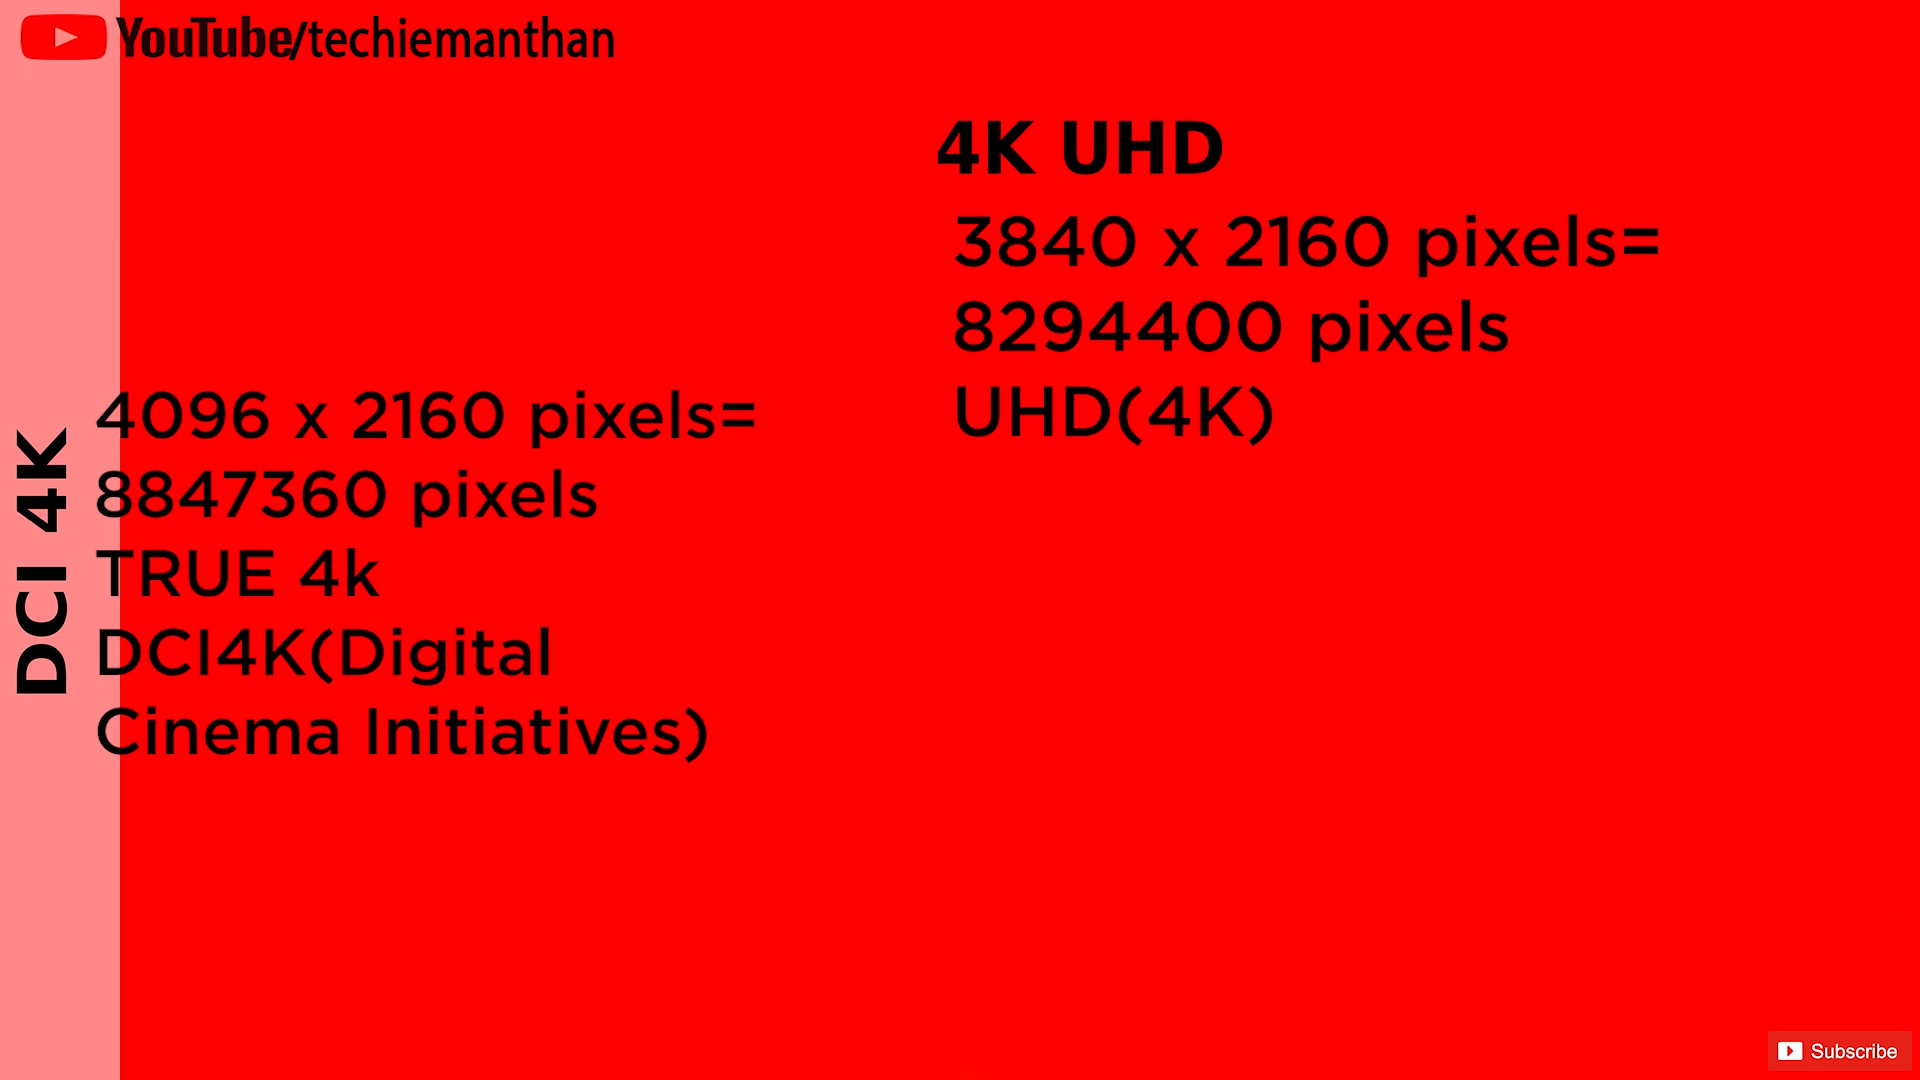 YouTube/techiemanthan
4K UHD
3840 x 2160 pixels=
8294400 pixels
UHD(4K)
DCI 4K
4096 x 2160 pixels=
8847360 pixels
TRUE 4k
DCI4K(Digital
Cinema Initiatives)
Subscribe